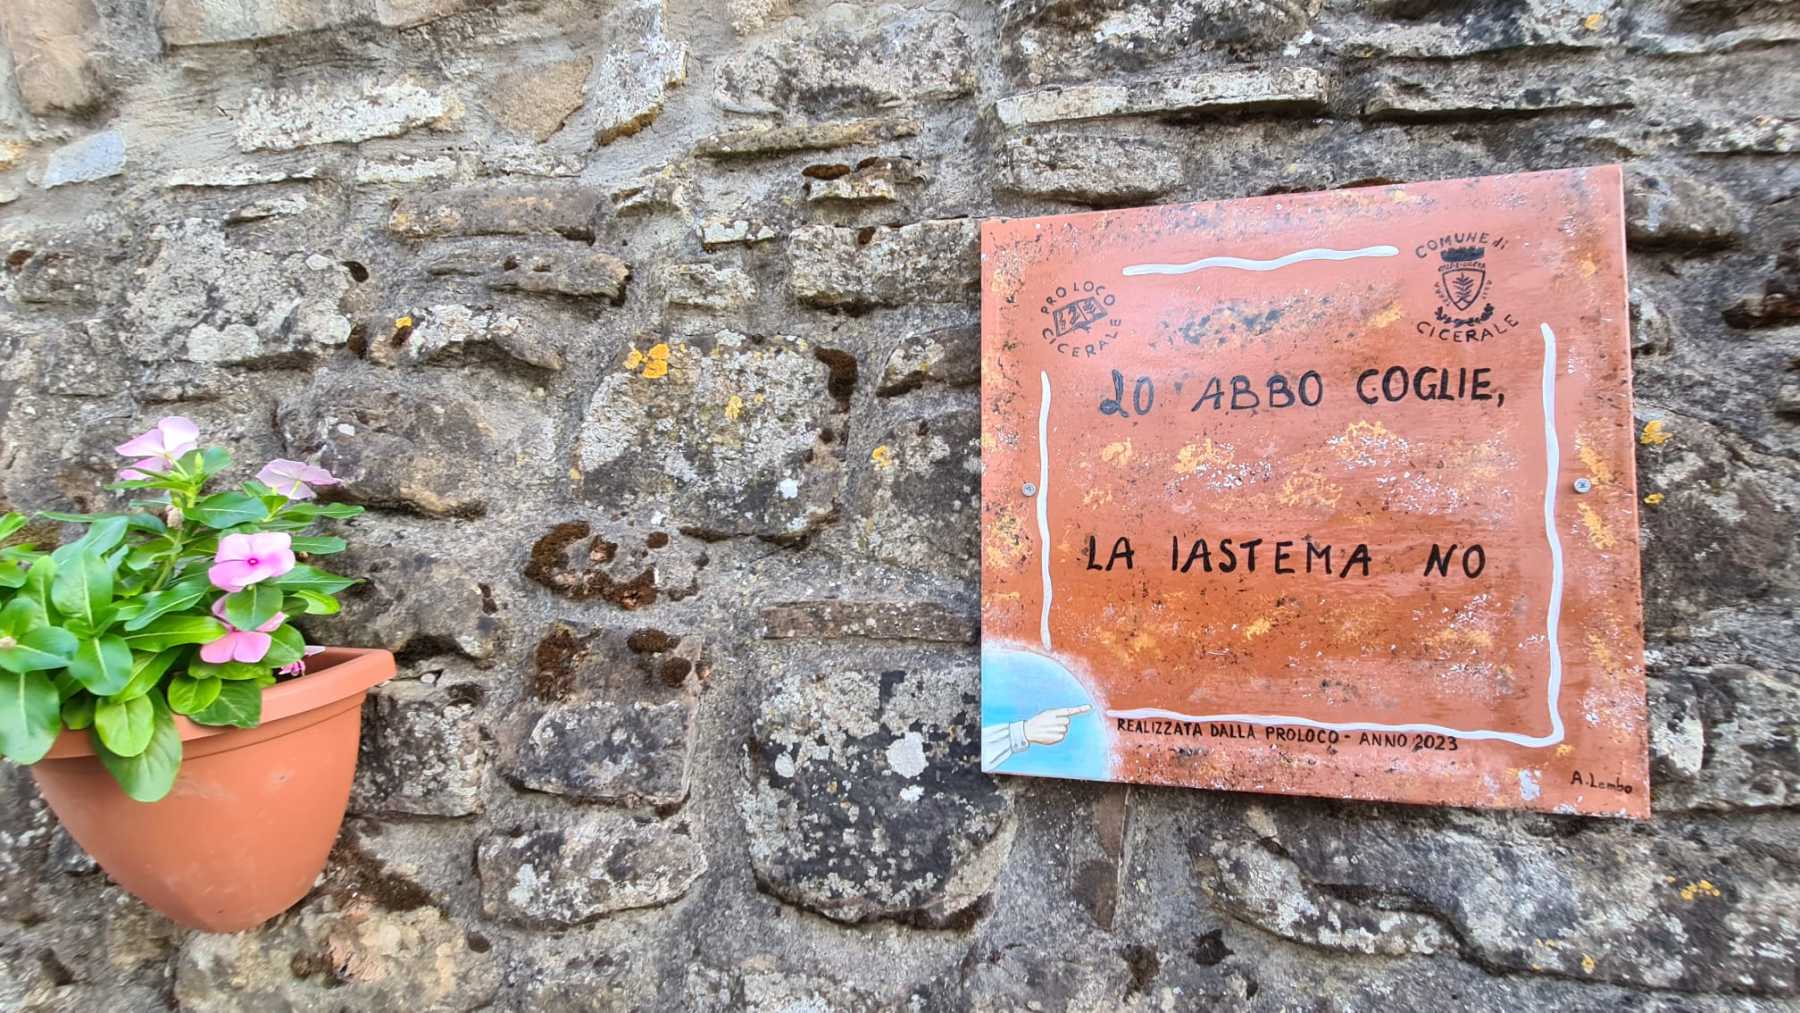 PRO LOCO
CICERALE
COMUNE di
CICERALE
LO ABBO COGLIE,
LA IASTEMA NO
REALIZZATA DALLA PROLOCO - ANNO 2023
A. Lembo